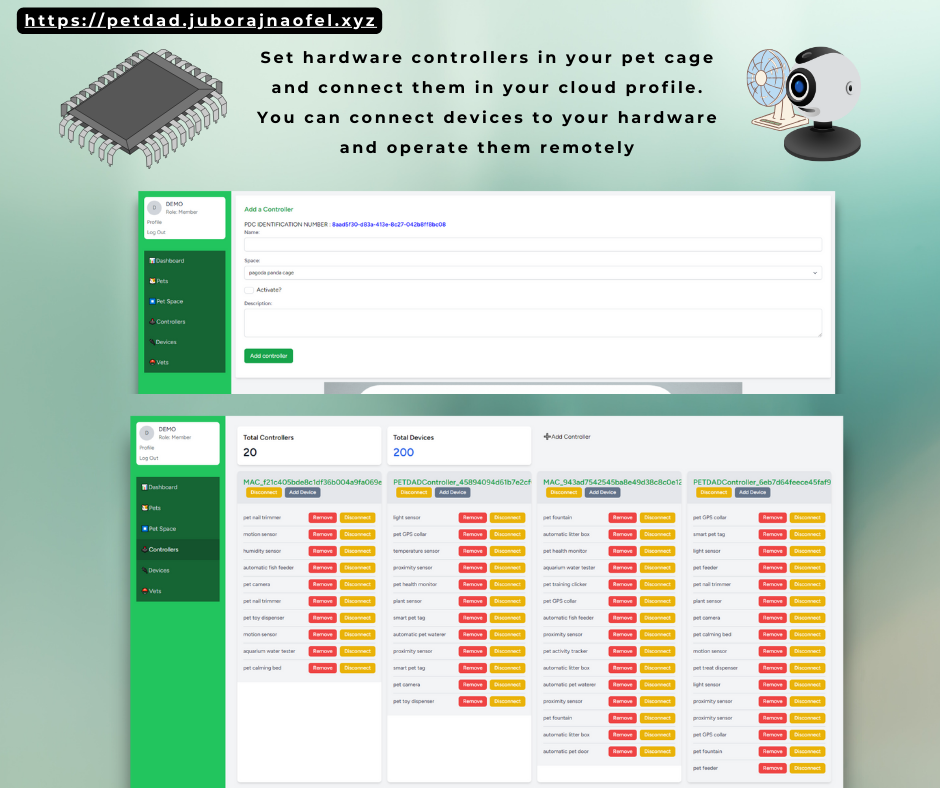 https://petdad.juborajnaofel.xyz
Set hardware controllers in your pet cage
and connect them in your cloud profile.
You can connect devices to your hardware
and operate them remotely
D
DEMO
Role: Member
Profile
Log Out
Dashboard
Pets
Pet Space
Controllers
Devices
Vets
Add a Controller
PDC IDENTIFICATION NUMBER : 8aad5f30-d83a-413e-8c27-042b8ff8bc08
Name:
Space:
pagoda panda cage
Activate?
Description:
Add controller
D
DEMO
Role: Member
Profile
Log Out
Dashboard
Pets
Pet Space
Controllers
Devices
Vets
Total Controllers
20
Total Devices
200
Add Controller
MAC_f21c405bde8c1df36b004a9fa069e
Disconnect Add Device
pet nail trimmer Remove Disconnect
motion sensor Remove Disconnect
humidity sensor Remove Disconnect
automatic fish feeder Remove Disconnect
pet camera Remove Disconnect
pet nail trimmer Remove Disconnect
pet toy dispenser Remove Disconnect
motion sensor Remove Disconnect
aquarium water tester Remove Disconnect
pet calming bed Remove Disconnect
PETDADController_45894094d61b7e2cf
Disconnect Add Device
light sensor Remove Disconnect
pet GPS collar Remove Disconnect
temperature sensor Remove Disconnect
proximity sensor Remove Disconnect
pet health monitor Remove Disconnect
plant sensor Remove Disconnect
smart pet tag Remove Disconnect
automatic pet waterer Remove Disconnect
proximity sensor Remove Disconnect
smart pet tag Remove Disconnect
pet camera Remove Disconnect
pet toy dispenser Remove Disconnect
MAC_943ad7542545ba8e49d38c8c0e12
Disconnect Add Device
pet fountain Remove Disconnect
automatic litter box Remove Disconnect
pet health monitor Remove Disconnect
aquarium water tester Remove Disconnect
pet training clicker Remove Disconnect
pet GPS collar Remove Disconnect
automatic fish feeder Remove Disconnect
proximity sensor Remove Disconnect
pet activity tracker Remove Disconnect
automatic litter box Remove Disconnect
automatic pet waterer Remove Disconnect
proximity sensor Remove Disconnect
pet fountain Remove Disconnect
automatic litter box Remove Disconnect
automatic pet door Remove Disconnect
PETDADController_6eb7d64feece45faf9
Disconnect Add Device
pet GPS collar Remove Disconnect
smart pet tag Remove Disconnect
light sensor Remove Disconnect
pet feeder Remove Disconnect
pet nail trimmer Remove Disconnect
plant sensor Remove Disconnect
pet camera Remove Disconnect
pet calming bed Remove Disconnect
motion sensor Remove Disconnect
pet treat dispenser Remove Disconnect
light sensor Remove Disconnect
proximity sensor Remove Disconnect
proximity sensor Remove Disconnect
pet GPS collar Remove Disconnect
pet fountain Remove Disconnect
pet feeder Remove Disconnect